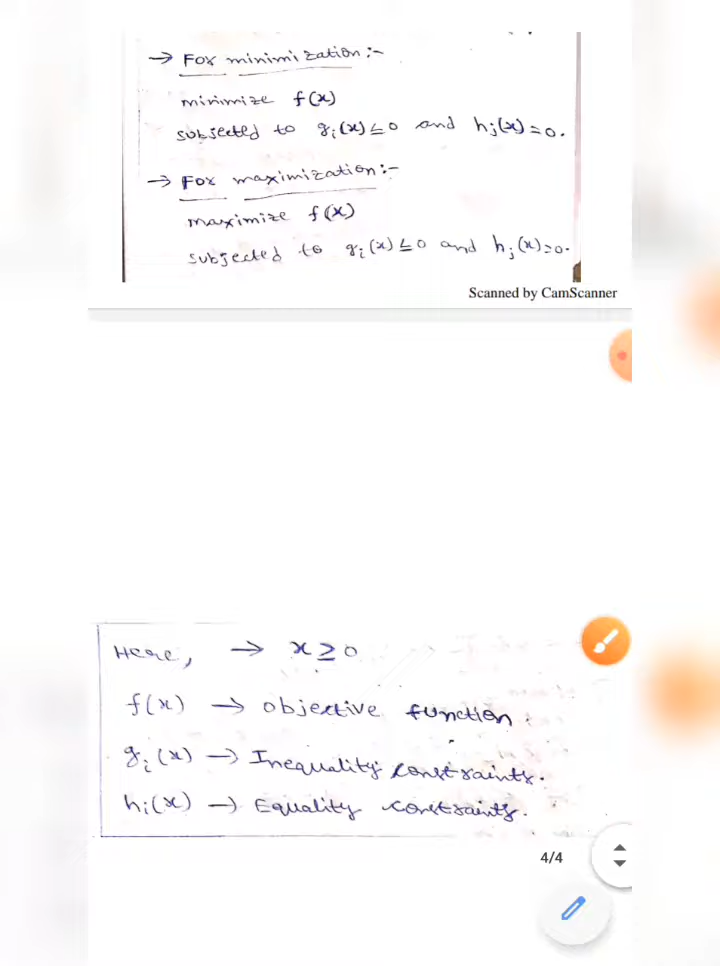 → For minimization :-
minimize f(x)
subjected to gᵢ(x) ≤ 0 and hⱼ(x) = 0.
→ For maximization :-
maximize f(x)
subjected to gᵢ(x) ≤ 0 and hⱼ(x) = 0.
Scanned by CamScanner
Here, → x ≥ 0
f(x) → objective function.
gᵢ(x) → Inequality constraints.
hᵢ(x) → Equality constraints.
4/4